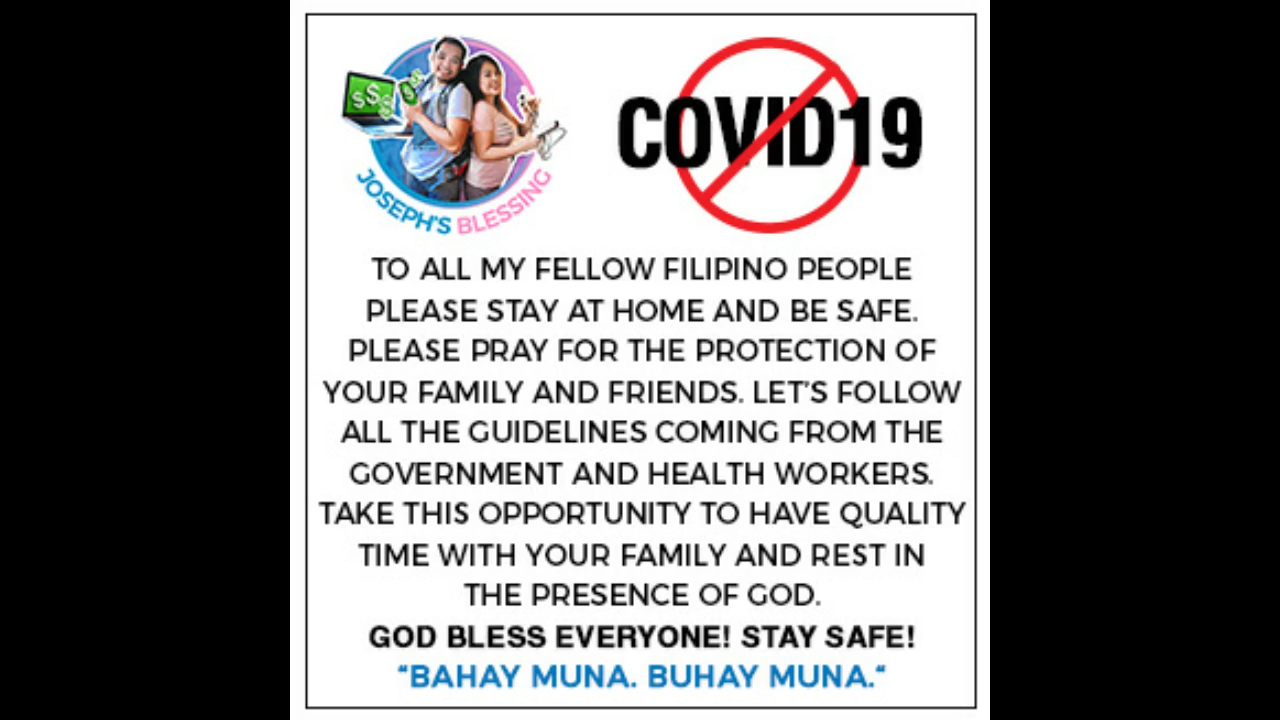 $$$
$
JOSEPH'S BLESSING
COVID19
TO ALL MY FELLOW FILIPINO PEOPLE
PLEASE STAY AT HOME AND BE SAFE.
PLEASE PRAY FOR THE PROTECTION OF
YOUR FAMILY AND FRIENDS. LET'S FOLLOW
ALL THE GUIDELINES COMING FROM THE
GOVERNMENT AND HEALTH WORKERS.
TAKE THIS OPPORTUNITY TO HAVE QUALITY
TIME WITH YOUR FAMILY AND REST IN
THE PRESENCE OF GOD.
GOD BLESS EVERYONE! STAY SAFE!
“BAHAY MUNA. BUHAY MUNA.“